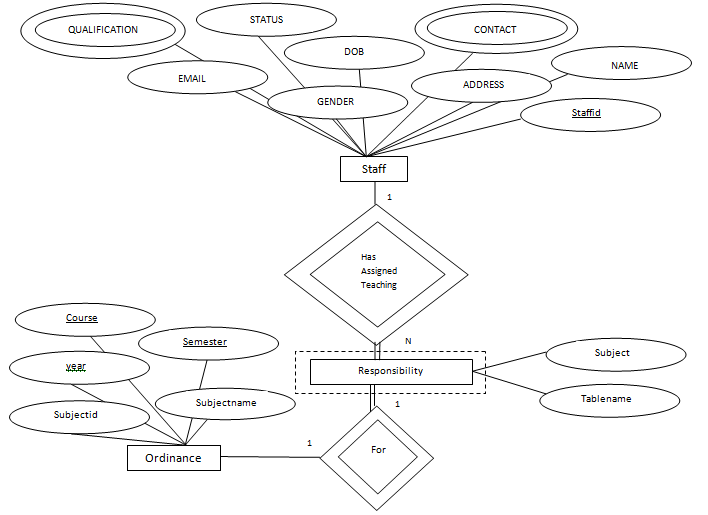 STATUS
QUALIFICATION
CONTACT
DOB
NAME
EMAIL
ADDRESS
GENDER
Staffid
Staff
1
Has
Assigned
Teaching
Course
Semester
N
Subject
year
Responsibility
Tablename
Subjectid
Subjectname
1
1
For
Ordinance